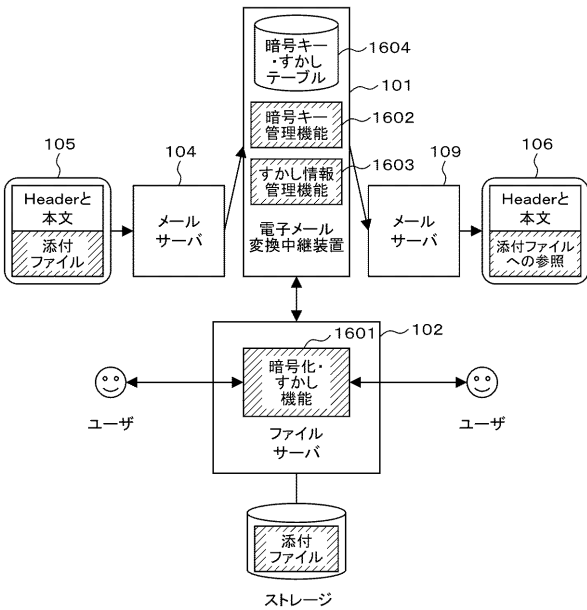 1604
暗号キー
・すかし
テーブル
101
暗号キー
管理機能
1602
すかし情報
管理機能
1603
電子メール
変換中継装置
105
Headerと
本文
添付
ファイル
104
メール
サーバ
109
メール
サーバ
106
Headerと
本文
添付ファイル
への参照
1601
102
暗号化・
すかし
機能
ファイル
サーバ
ユーザ
ユーザ
添付
ファイル
ストレージ